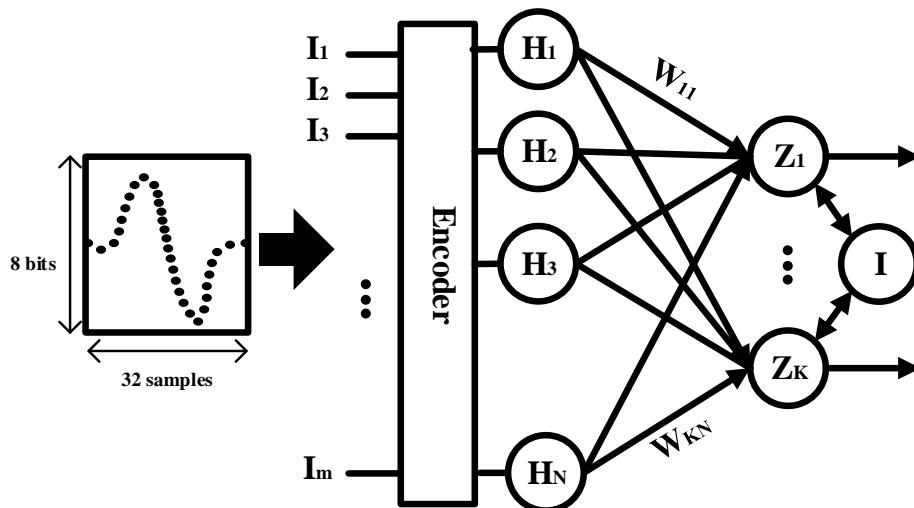 8 bits
32 samples
I1
I2
I3
Im
Encoder
H1
H2
H3
HN
W11
WKN
Z1
ZK
I